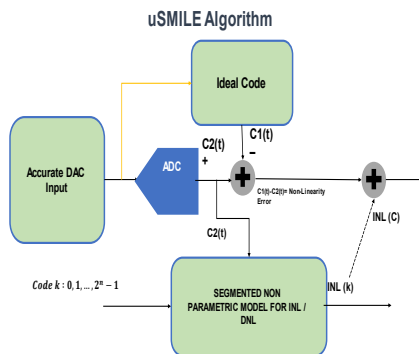 uSMILE Algorithm
Ideal Code
C1(t)
−
C2(t)
+
Accurate DAC
Input
ADC
+
+
C1(t)-C2(t)= Non-Linearity
Error
C2(t)
INL (C)
INL (k)
Code k : 0, 1, … , 2ⁿ − 1
SEGMENTED NON
PARAMETRIC MODEL FOR INL /
DNL